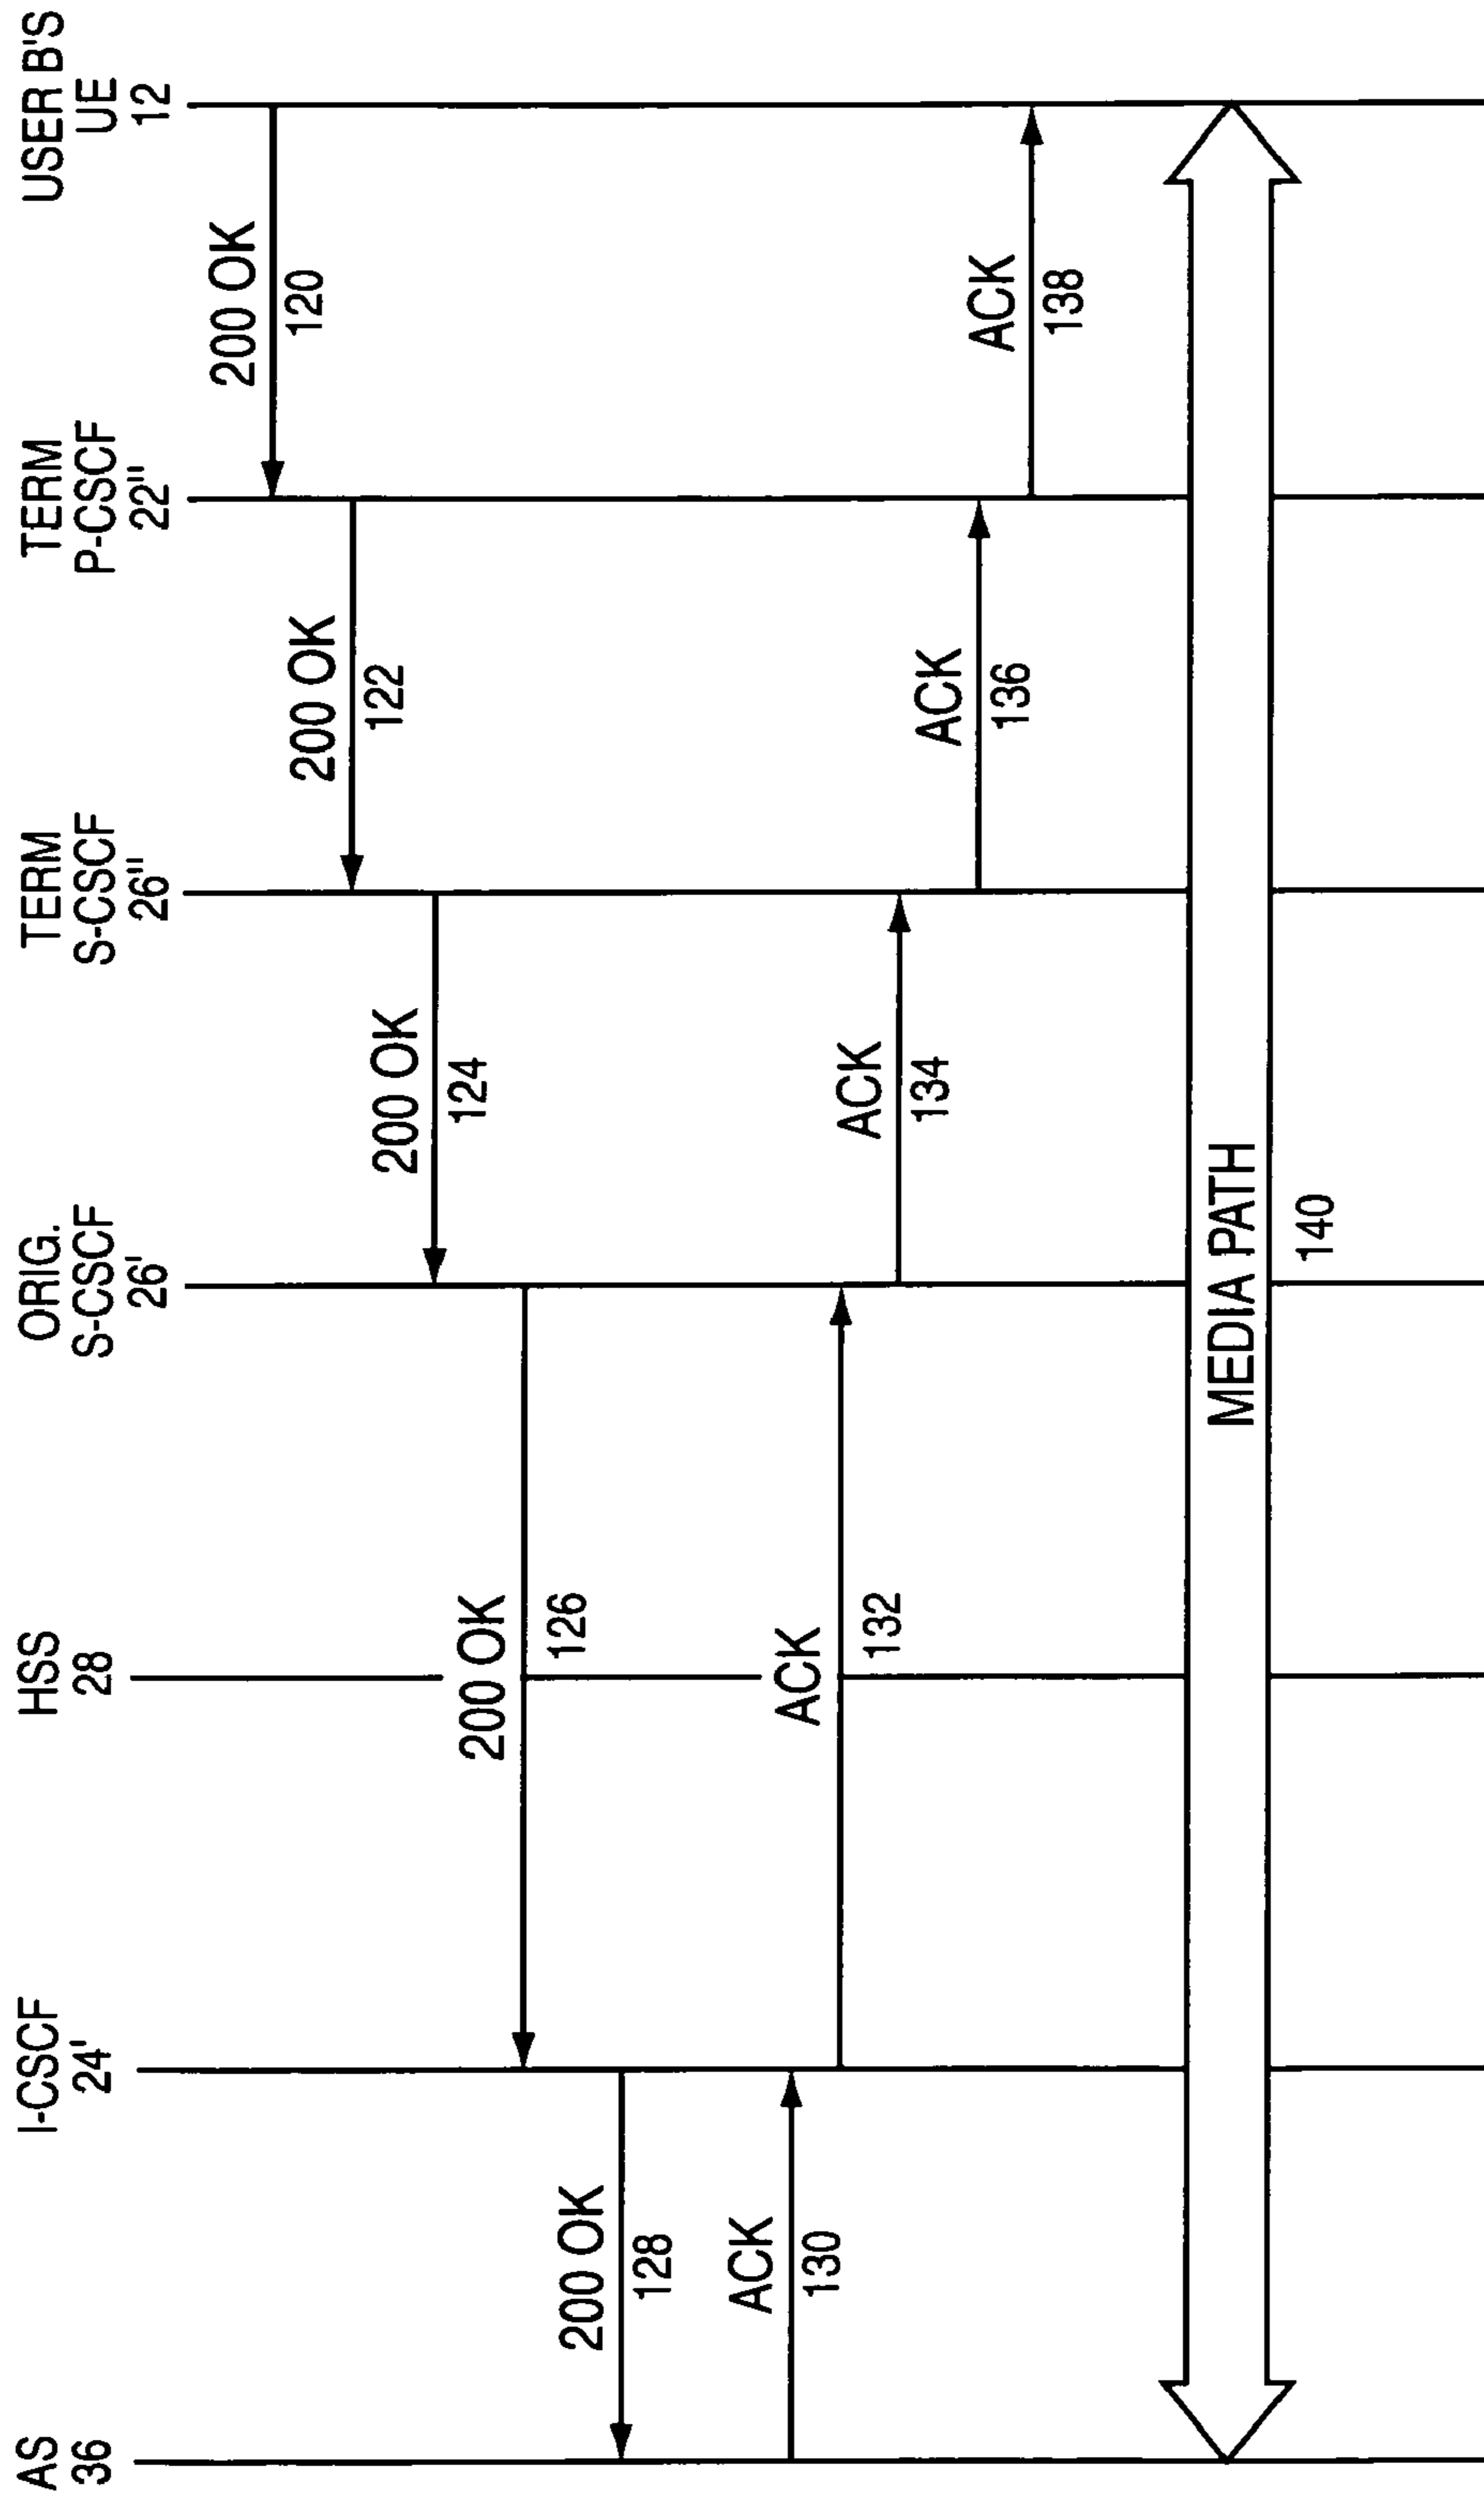 AS
36
I-CSCF
24'
HSS
28
ORIG.
S-CSCF
26'
TERM
S-CSCF
26"
TERM
P-CSCF
22"
USER B'S
UE
12
200 OK
120
200 OK
122
200 OK
124
200 OK
126
200 OK
128
ACK
130
ACK
132
ACK
134
ACK
136
ACK
138
MEDIA PATH
140